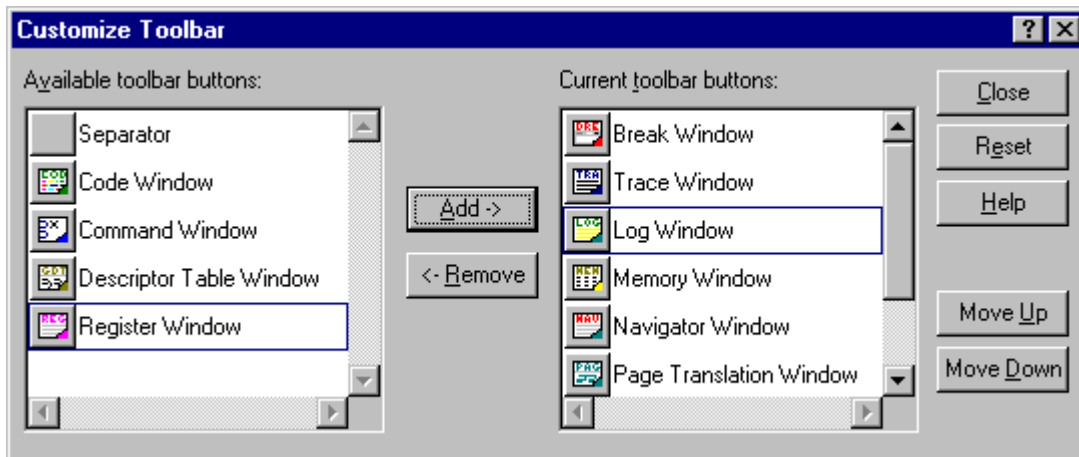 Customize Toolbar
Available toolbar buttons:
Separator
Code Window
Command Window
Descriptor Table Window
Register Window
Add ->
<- Remove
Current toolbar buttons:
Break Window
Trace Window
Log Window
Memory Window
Navigator Window
Page Translation Window
Close
Reset
Help
Move Up
Move Down